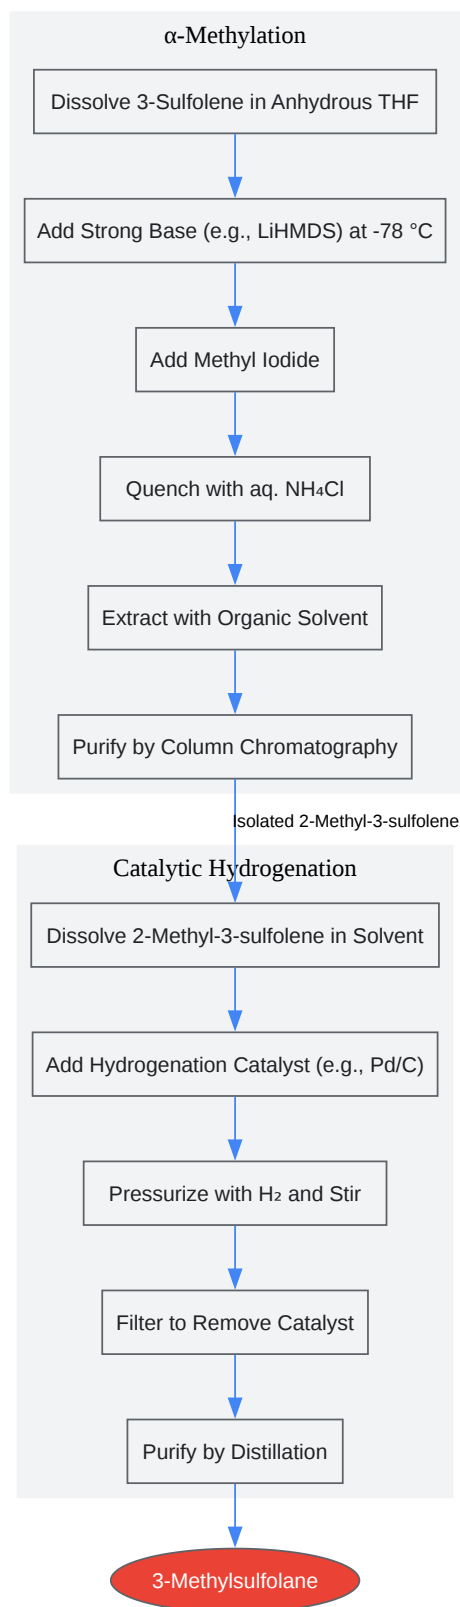 α-Methylation
Dissolve 3-Sulfolene in Anhydrous THF
Add Strong Base (e.g., LiHMDS) at -78 °C
Add Methyl Iodide
Quench with aq. NH₄Cl
Extract with Organic Solvent
Purify by Column Chromatography
Isolated 2-Methyl-3-sulfolene
Catalytic Hydrogenation
Dissolve 2-Methyl-3-sulfolene in Solvent
Add Hydrogenation Catalyst (e.g., Pd/C)
Pressurize with H₂ and Stir
Filter to Remove Catalyst
Purify by Distillation
3-Methylsulfolane